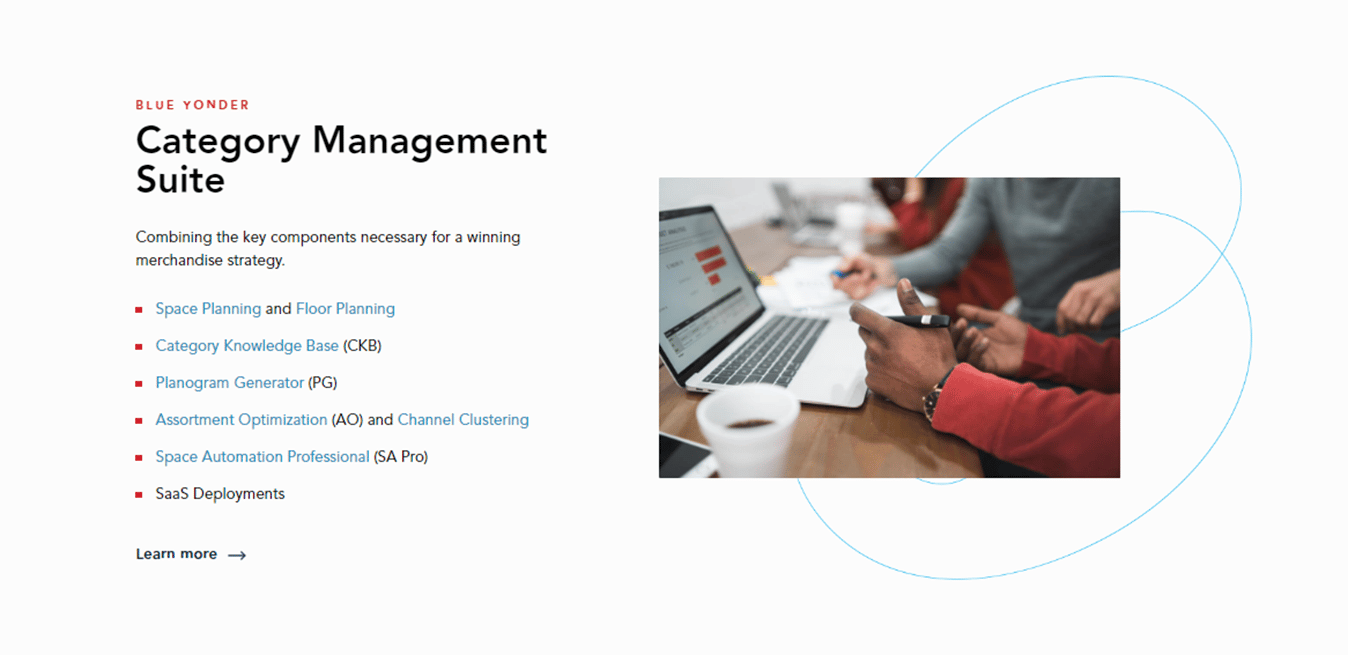 BLUE YONDER
Category Management
Suite
Combining the key components necessary for a winning
merchandise strategy.
Space Planning and Floor Planning
Category Knowledge Base (CKB)
Planogram Generator (PG)
Assortment Optimization (AO) and Channel Clustering
Space Automation Professional (SA Pro)
SaaS Deployments
Learn more